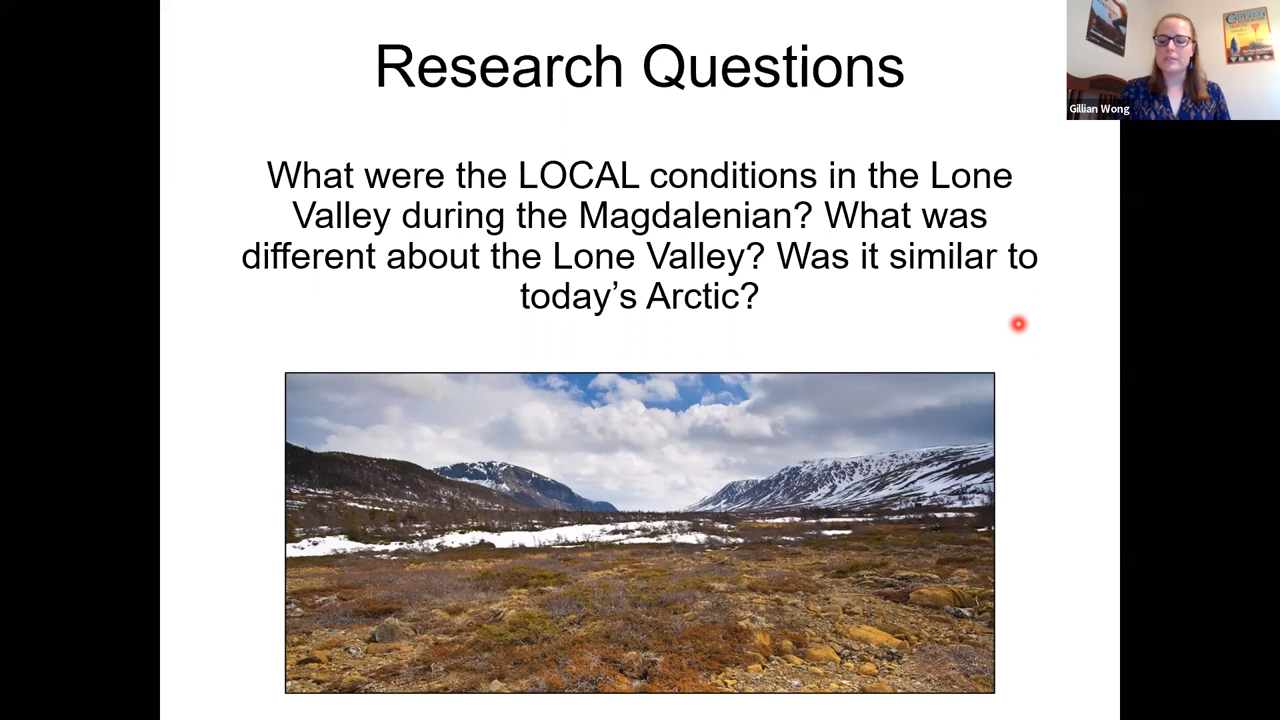 Research Questions
Gillian Wong
What were the LOCAL conditions in the Lone
Valley during the Magdalenian? What was
different about the Lone Valley? Was it similar to
today’s Arctic?